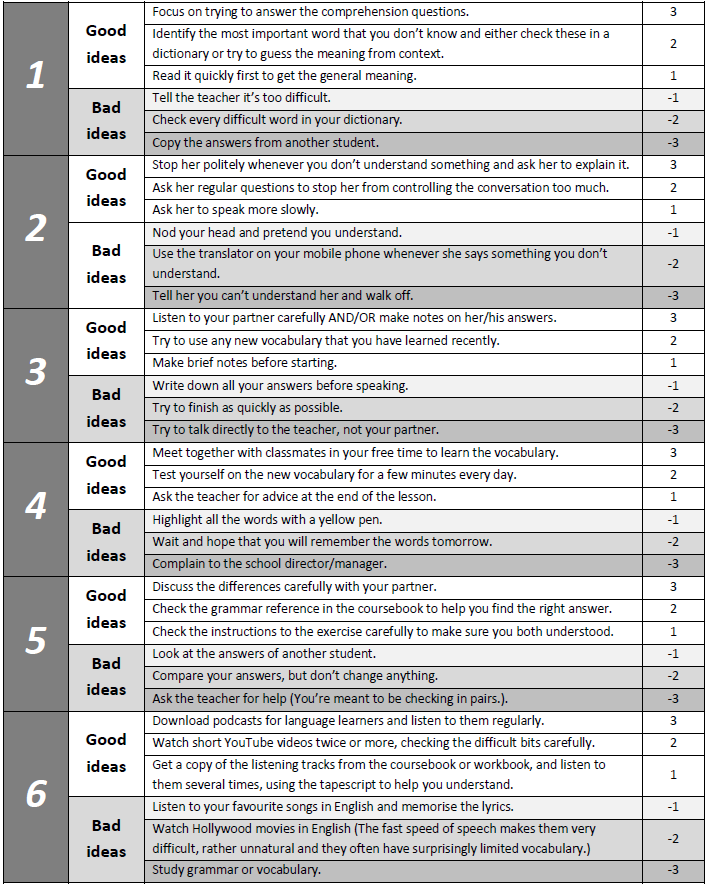 1
Good
ideas
Focus on trying to answer the comprehension questions. 3
Identify the most important word that you don't know and either check these in a
dictionary or try to guess the meaning from context. 2
Read it quickly first to get the general meaning. 1
Bad
ideas
Tell the teacher it's too difficult. -1
Check every difficult word in your dictionary. -2
Copy the answers from another student. -3
2
Good
ideas
Stop her politely whenever you don't understand something and ask her to explain it. 3
Ask her regular questions to stop her from controlling the conversation too much. 2
Ask her to speak more slowly. 1
Bad
ideas
Nod your head and pretend you understand. -1
Use the translator on your mobile phone whenever she says something you don't
understand. -2
Tell her you can't understand her and walk off. -3
3
Good
ideas
Listen to your partner carefully AND/OR make notes on her/his answers. 3
Try to use any new vocabulary that you have learned recently. 2
Make brief notes before starting. 1
Bad
ideas
Write down all your answers before speaking. -1
Try to finish as quickly as possible. -2
Try to talk directly to the teacher, not your partner. -3
4
Good
ideas
Meet together with classmates in your free time to learn the vocabulary. 3
Test yourself on the new vocabulary for a few minutes every day. 2
Ask the teacher for advice at the end of the lesson. 1
Bad
ideas
Highlight all the words with a yellow pen. -1
Wait and hope that you will remember the words tomorrow. -2
Complain to the school director/manager. -3
5
Good
ideas
Discuss the differences carefully with your partner. 3
Check the grammar reference in the coursebook to help you find the right answer. 2
Check the instructions to the exercise carefully to make sure you both understood. 1
Bad
ideas
Look at the answers of another student. -1
Compare your answers, but don't change anything. -2
Ask the teacher for help (You're meant to be checking in pairs.). -3
6
Good
ideas
Download podcasts for language learners and listen to them regularly. 3
Watch short YouTube videos twice or more, checking the difficult bits carefully. 2
Get a copy of the listening tracks from the coursebook or workbook, and listen to
them several times, using the tapescript to help you understand. 1
Bad
ideas
Listen to your favourite songs in English and memorise the lyrics. -1
Watch Hollywood movies in English (The fast speed of speech makes them very
difficult, rather unnatural and they often have surprisingly limited vocabulary.) -2
Study grammar or vocabulary. -3